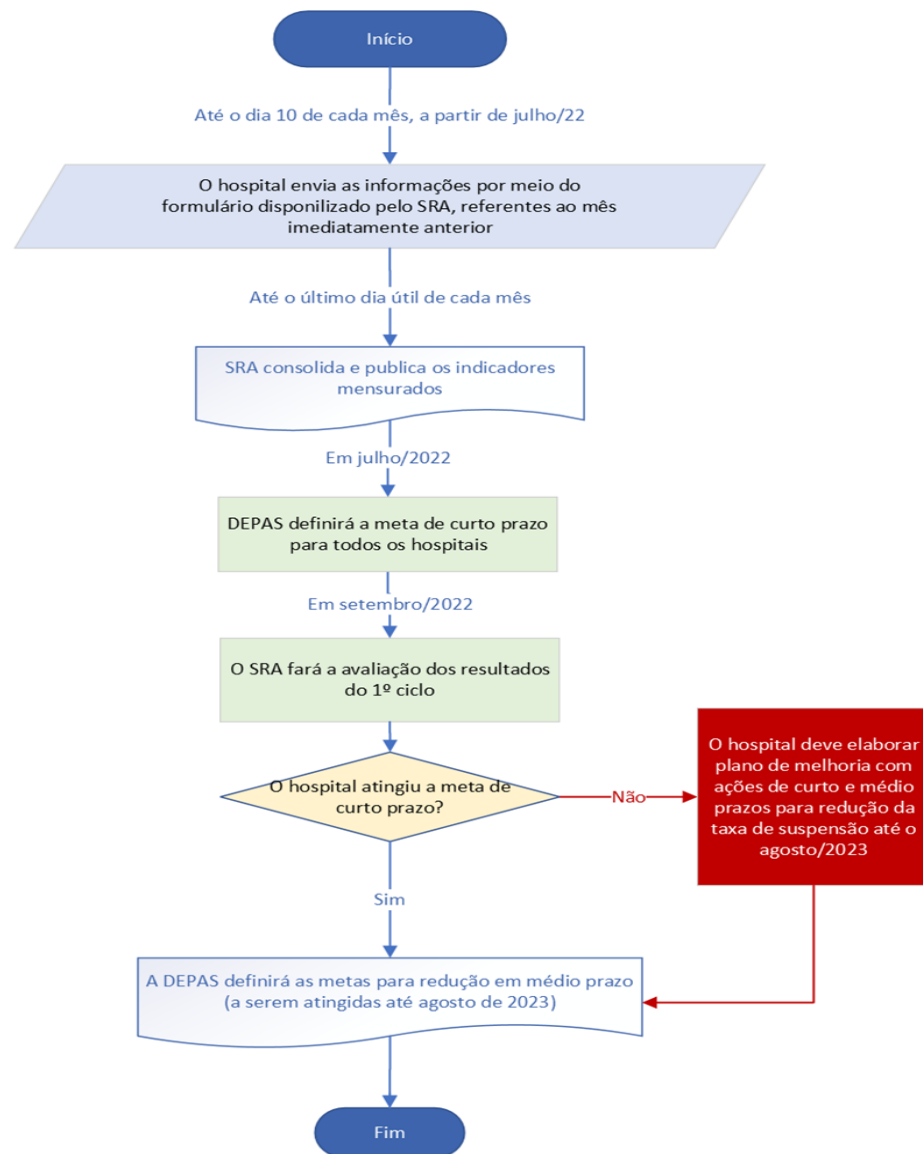 Início
Até o dia 10 de cada mês, a partir de julho/22
O hospital envia as informações por meio do
formulário disponilizado pelo SRA, referentes ao mês
imediatamente anterior
Até o último dia útil de cada mês
SRA consolida e publica os indicadores
mensurados
Em julho/2022
DEPAS definirá a meta de curto prazo
para todos os hospitais
Em setembro/2022
O SRA fará a avaliação dos resultados
do 1º ciclo
O hospital atingiu a meta de
curto prazo?
Não
O hospital deve elaborar
plano de melhoria com
ações de curto e médio
prazos para redução da
taxa de suspensão até o
agosto/2023
Sim
A DEPAS definirá as metas para redução em médio prazo
(a serem atingidas até agosto de 2023)
Fim